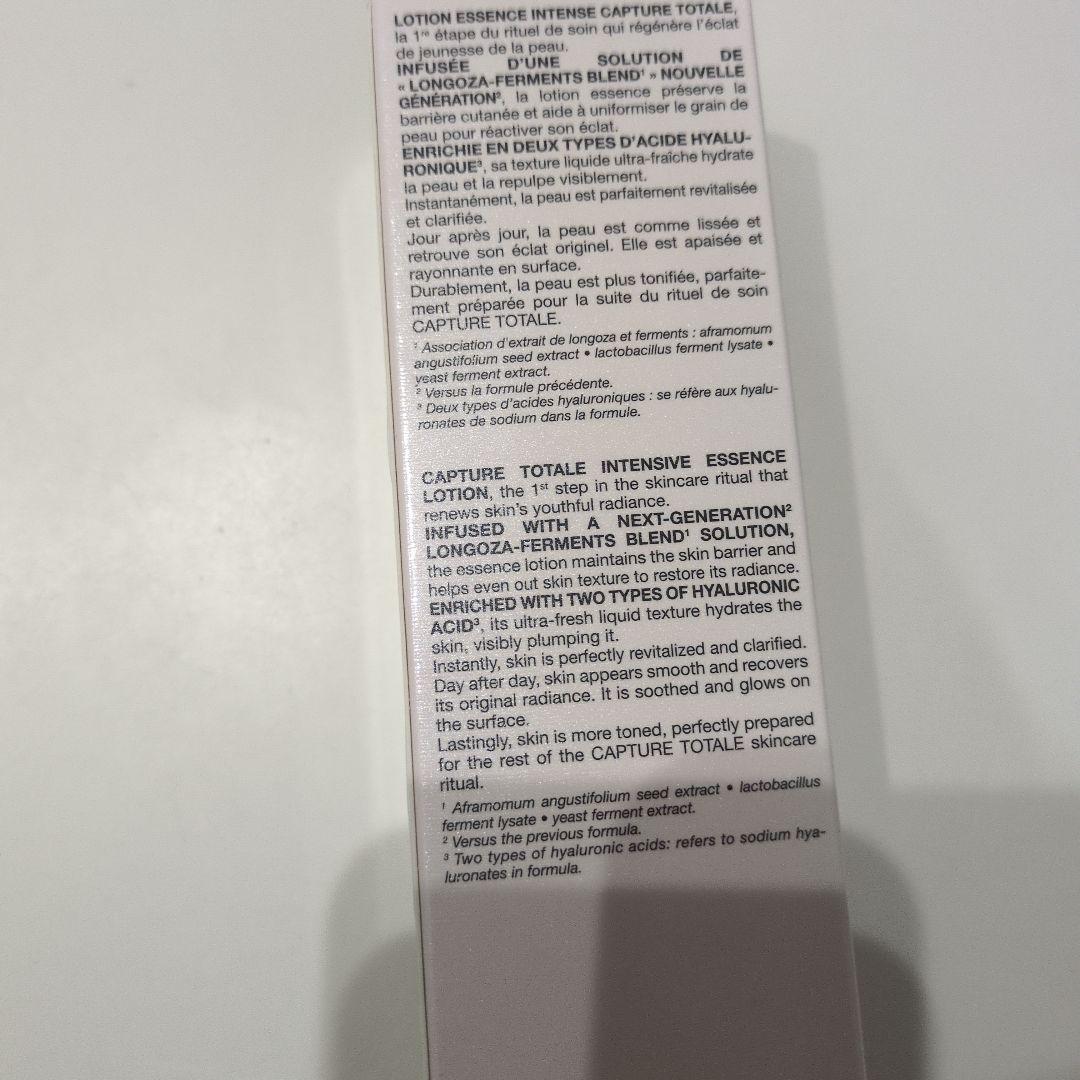 LOTION ESSENCE INTENSE CAPTURE TOTALE,
la 1re étape du rituel de soin qui régénère l'éclat
de jeunesse de la peau.
INFUSÉE D'UNE SOLUTION DE
« LONGOZA-FERMENTS BLEND¹ » NOUVELLE
GÉNÉRATION², la lotion essence préserve la
barrière cutanée et aide à uniformiser le grain de
peau pour réactiver son éclat.
ENRICHIE EN DEUX TYPES D'ACIDE HYALU-
RONIQUE³, sa texture liquide ultra-fraîche hydrate
la peau et la repulpe visiblement.
Instantanément, la peau est parfaitement revitalisée
et clarifiée.
Jour après jour, la peau est comme lissée et
retrouve son éclat originel. Elle est apaisée et
rayonnante en surface.
Durablement, la peau est plus tonifiée, parfaite-
ment préparée pour la suite du rituel de soin
CAPTURE TOTALE.
¹ Association d'extrait de longoza et ferments : aframomum
angustifolium seed extract • lactobacillus ferment lysate •
yeast ferment extract.
² Versus la formule précédente.
³ Deux types d'acides hyaluroniques : se réfère aux hyalu-
ronates de sodium dans la formule.
CAPTURE TOTALE INTENSIVE ESSENCE
LOTION, the 1st step in the skincare ritual that
renews skin's youthful radiance.
INFUSED WITH A NEXT-GENERATION²
LONGOZA-FERMENTS BLEND¹ SOLUTION,
the essence lotion maintains the skin barrier and
helps even out skin texture to restore its radiance.
ENRICHED WITH TWO TYPES OF HYALURONIC
ACID³, its ultra-fresh liquid texture hydrates the
skin, visibly plumping it.
Instantly, skin is perfectly revitalized and clarified.
Day after day, skin appears smooth and recovers
its original radiance. It is soothed and glows on
the surface.
Lastingly, skin is more toned, perfectly prepared
for the rest of the CAPTURE TOTALE skincare
ritual.
¹ Aframomum angustifolium seed extract • lactobacillus
ferment lysate • yeast ferment extract.
² Versus the previous formula.
³ Two types of hyaluronic acids: refers to sodium hya-
luronates in formula.